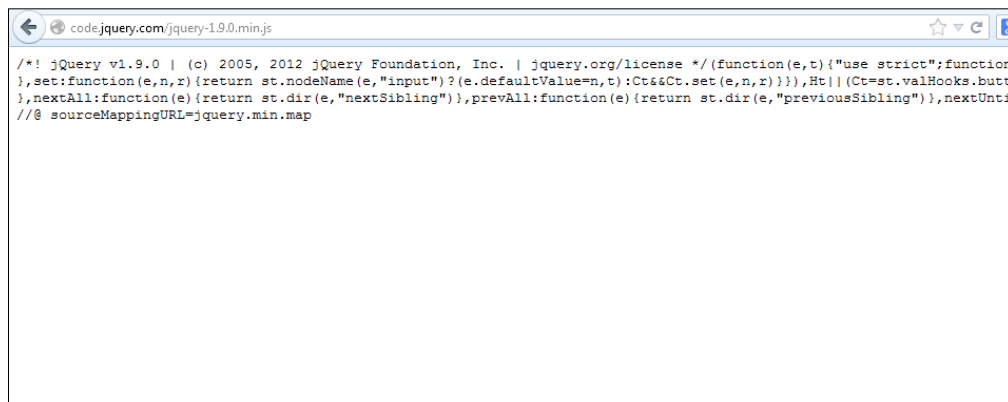 code.jquery.com/jquery-1.9.0.min.js
/*! jQuery v1.9.0 | (c) 2005, 2012 jQuery Foundation, Inc. | jquery.org/license */(function(e,t){"use strict";function
},set:function(e,n,r){return st.nodeName(e,"input")?(e.defaultValue=n,t):Ct&&Ct.set(e,n,r)}}),Ht||(Ct=st.valHooks.butt
},nextAll:function(e){return st.dir(e,"nextSibling")},prevAll:function(e){return st.dir(e,"previousSibling")},nextUnti
//@ sourceMappingURL=jquery.min.map